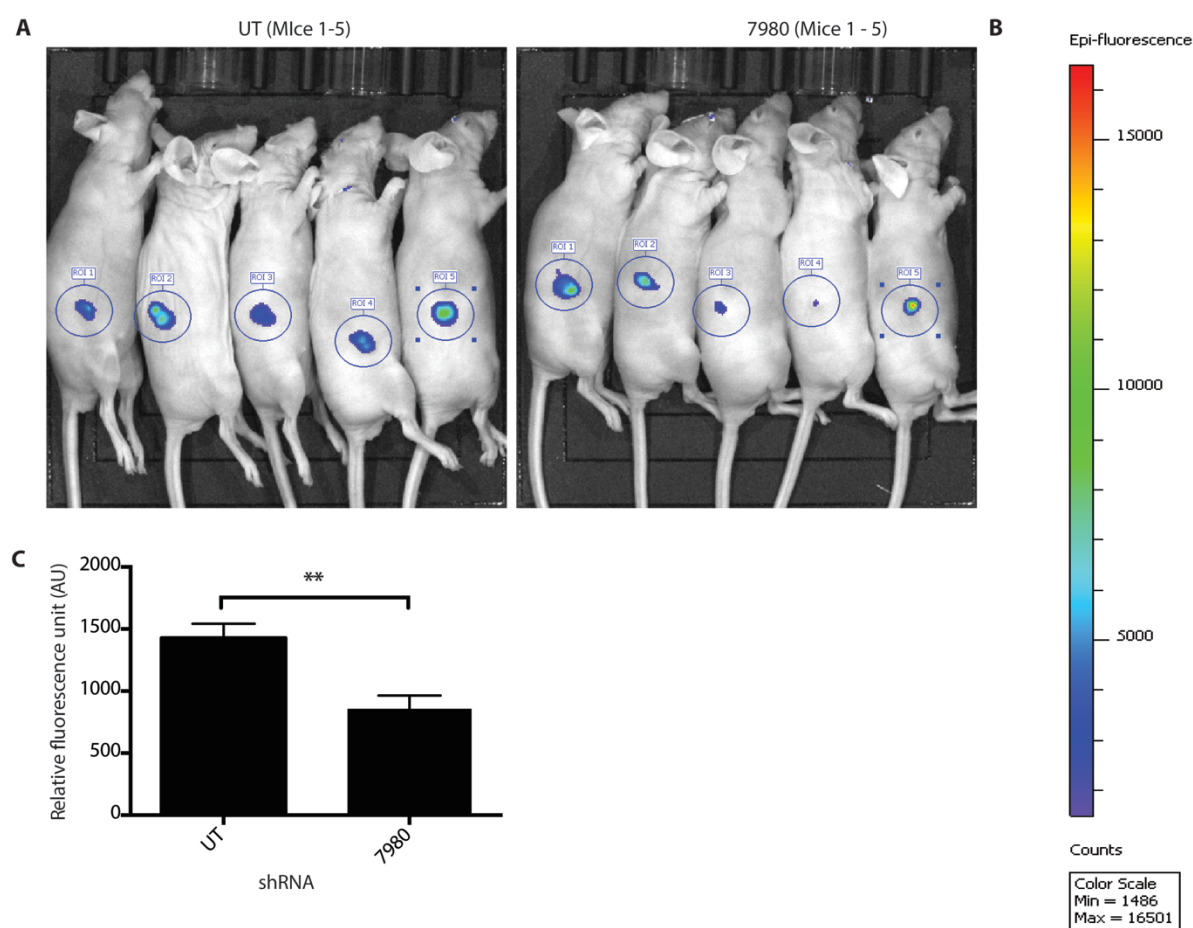 A
UT (MIce 1-5)
7980 (Mice 1 - 5)
B
ROI 1
ROI 2
ROI 3
ROI 4
ROI 5
ROI 1
ROI 2
ROI 3
ROI 4
ROI 5
Epi-fluorescence
15000
10000
5000
Counts
Color Scale
Min = 1486
Max = 16501
C
Relative fluorescence unit (AU)
2000
1500
1000
500
0
**
UT
7980
shRNA